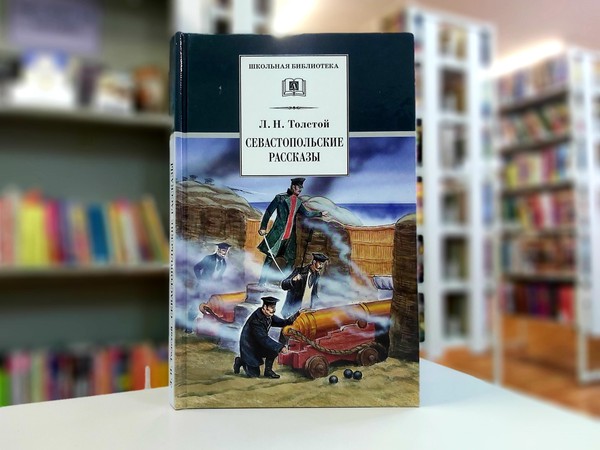 ШКОЛЬНАЯ БИБЛИОТЕКА
Л. Н. Толстой
СЕВАСТОПОЛЬСКИЕ
РАССКАЗЫ